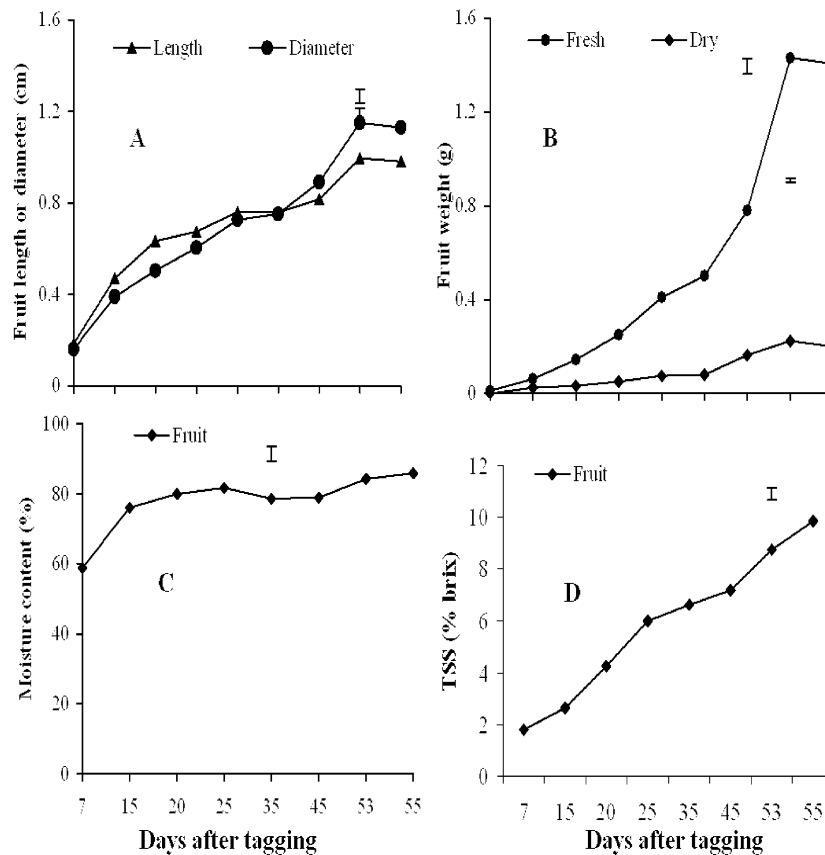 1.6
1.2
0.8
0.4
0
Fruit length or diameter (cm)
Length
Diameter
A
1.6
1.2
0.8
0.4
0
Fruit weight (g)
Fresh
Dry
B
100
80
60
40
20
0
Moisture content (%)
Fruit
C
7 15 20 25 35 45 53 55
Days after tagging
12
10
8
6
4
2
0
TSS (% brix)
Fruit
D
7 15 20 25 35 45 53 55
Days after tagging